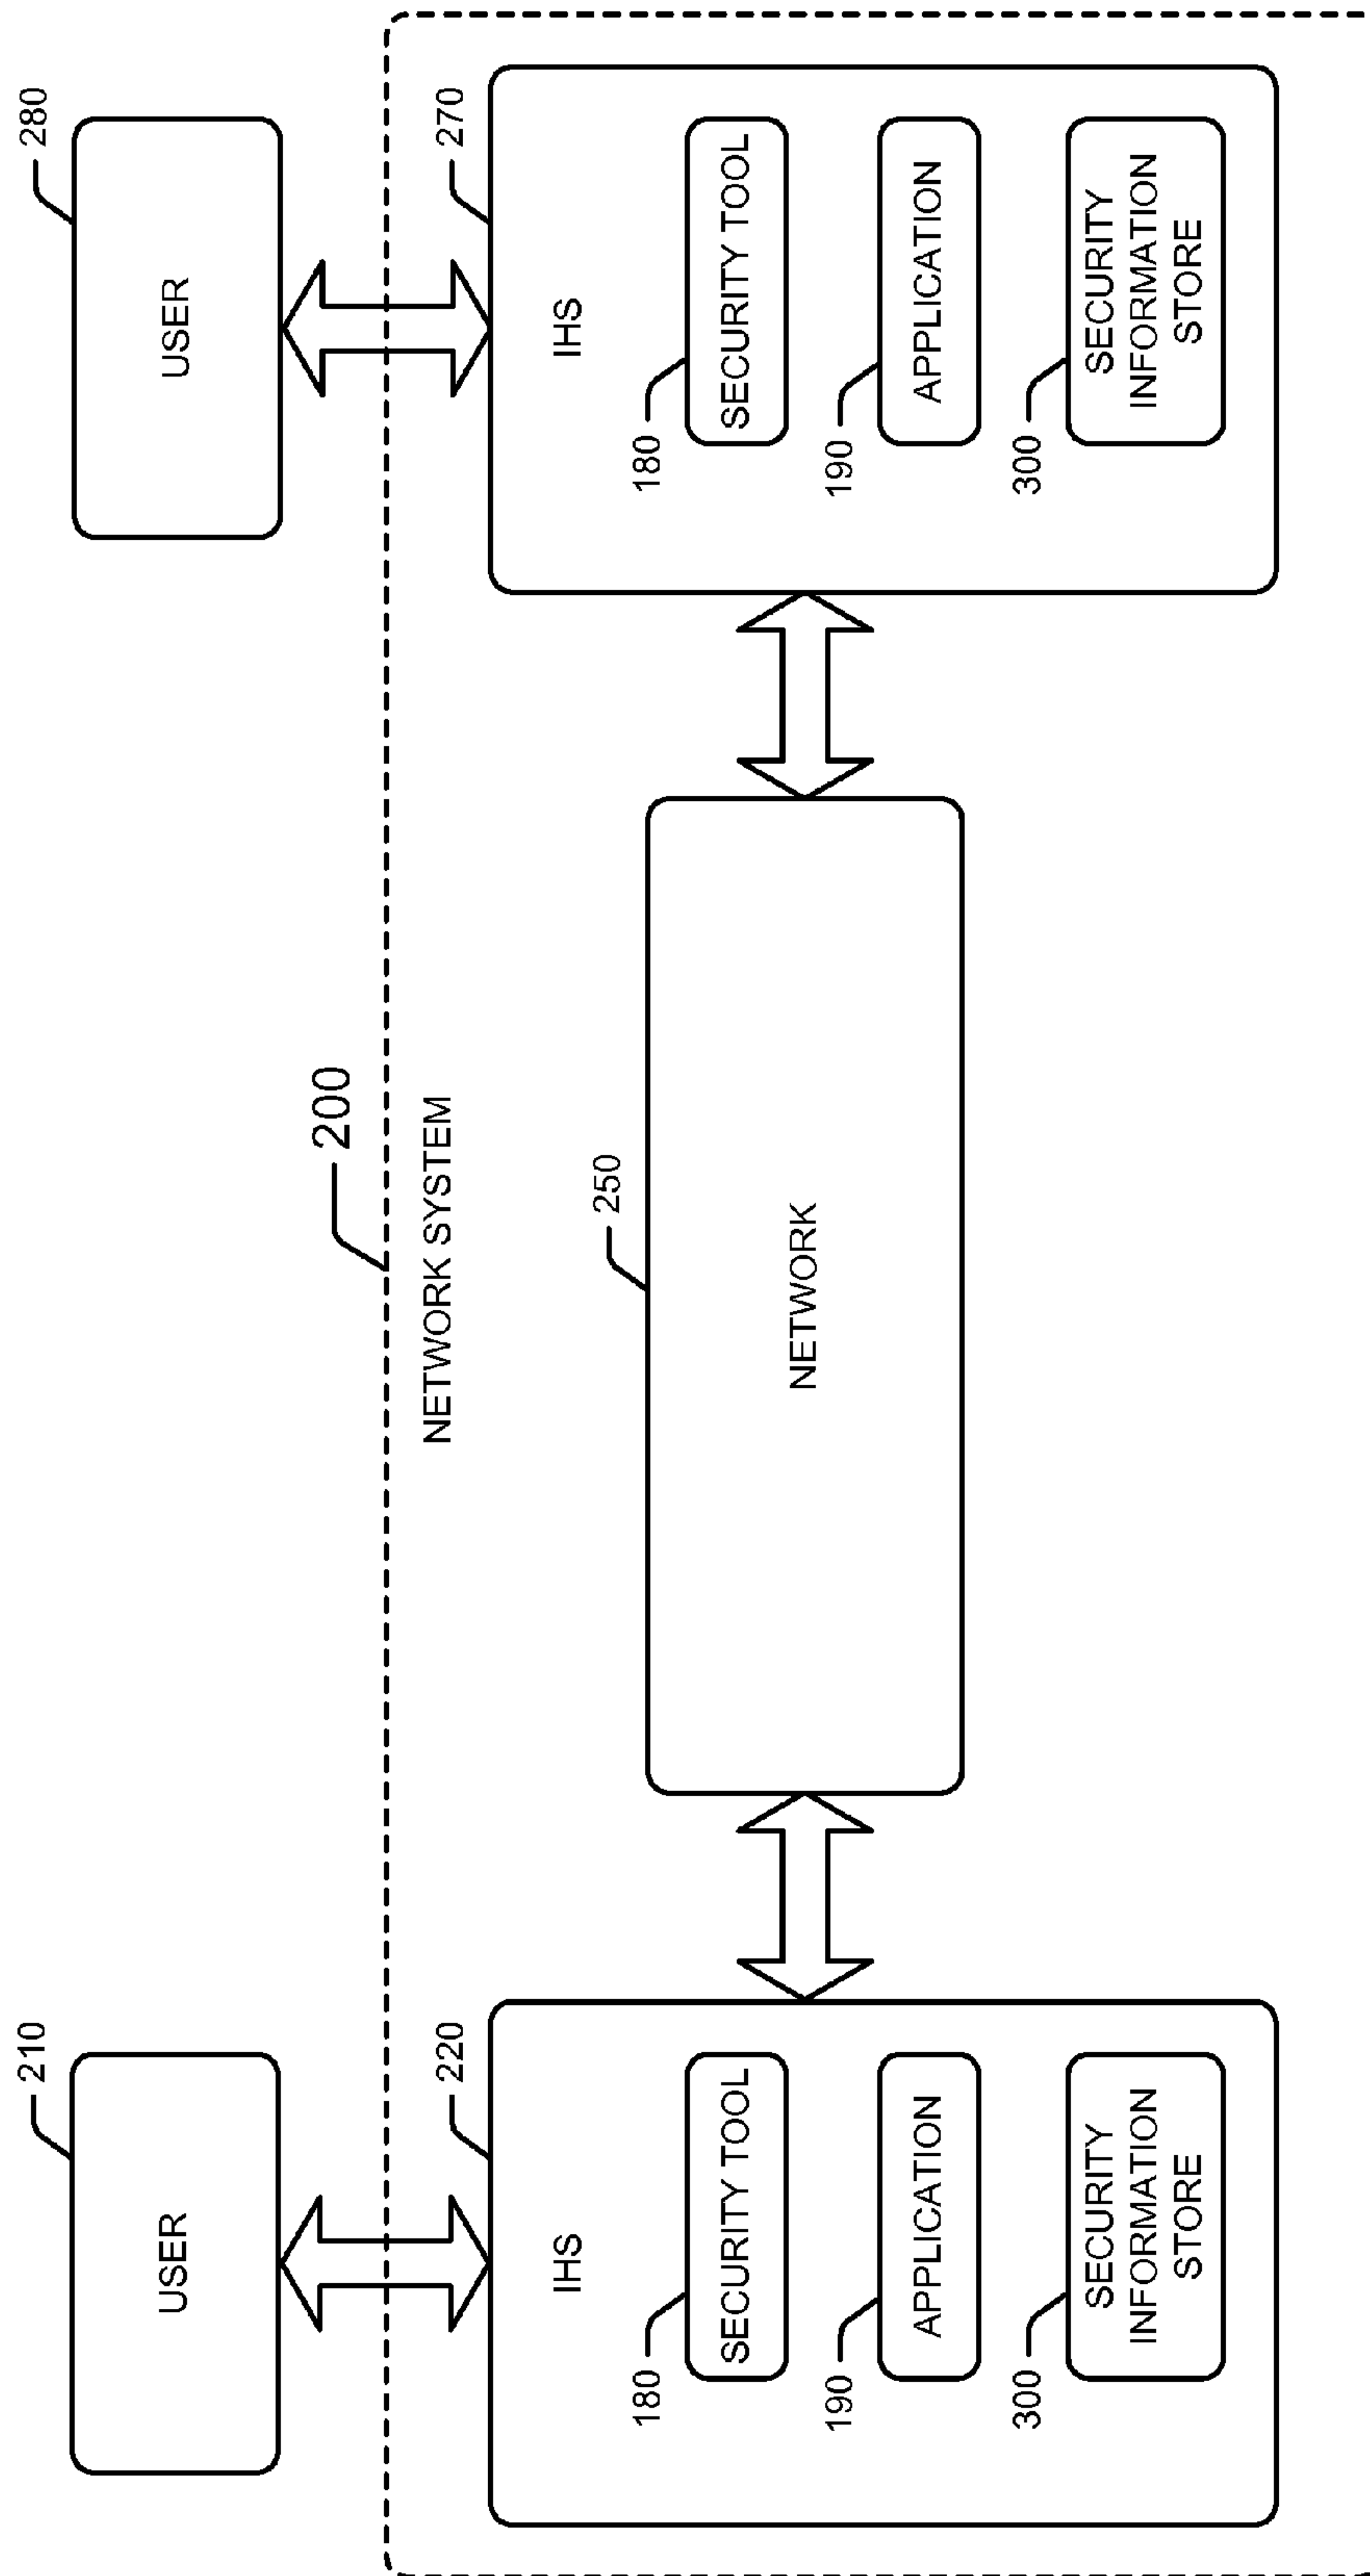 210
USER
280
USER
200
NETWORK SYSTEM
220
IHS
180
SECURITY TOOL
190
APPLICATION
300
SECURITY
INFORMATION
STORE
250
NETWORK
270
IHS
180
SECURITY TOOL
190
APPLICATION
300
SECURITY
INFORMATION
STORE